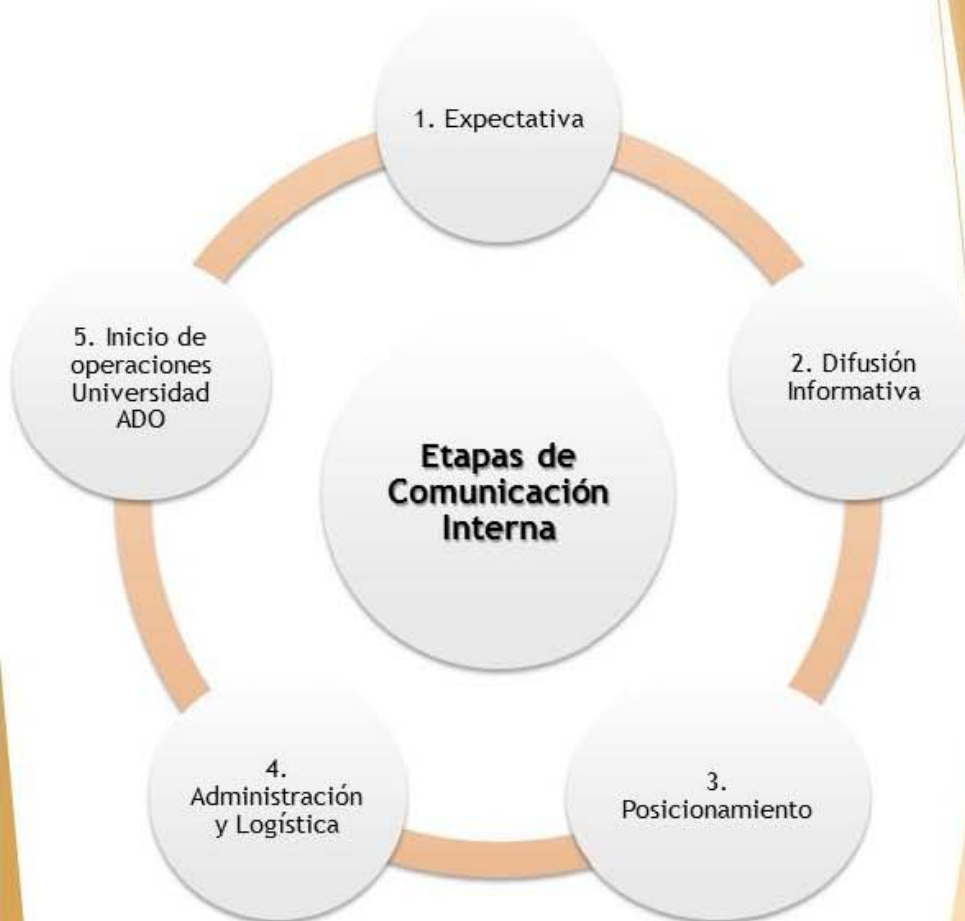 1. Expectativa
2. Difusión
Informativa
3.
Posicionamiento
4.
Administración
y Logística
5. Inicio de
operaciones
Universidad
ADO
Etapas de
Comunicación
Interna